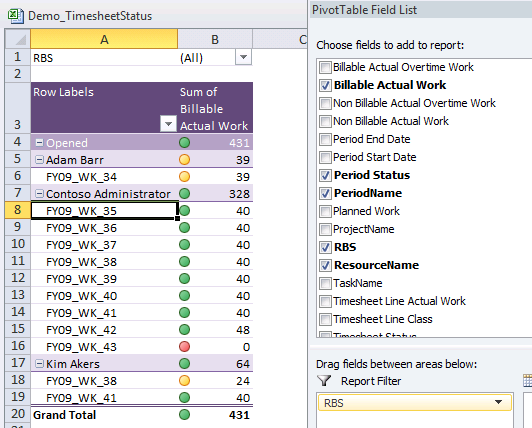 Demo_TimesheetStatus
A B C
1 RBS (All)
2
3 Row Labels Sum of
Billable
Actual Work
4 Opened 431
5 Adam Barr 39
6 FY09_WK_34 39
7 Contoso Administrator 328
8 FY09_WK_35 40
9 FY09_WK_36 40
10 FY09_WK_37 40
11 FY09_WK_38 40
12 FY09_WK_39 40
13 FY09_WK_40 40
14 FY09_WK_41 40
15 FY09_WK_42 48
16 FY09_WK_43 0
17 Kim Akers 64
18 FY09_WK_38 24
19 FY09_WK_41 40
20 Grand Total 431
PivotTable Field List
Choose fields to add to report:
Billable Actual Overtime Work
Billable Actual Work
Non Billable Actual Overtime Work
Non Billable Actual Work
Period End Date
Period Start Date
Period Status
PeriodName
Planned Work
ProjectName
RBS
ResourceName
TaskName
Timesheet Line Actual Work
Timesheet Line Class
Timesheet Status
Drag fields between areas below:
Report Filter
RBS